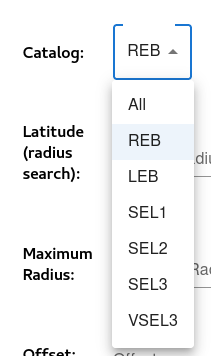 Catalog: REB
All
REB
LEB
SEL1
SEL2
SEL3
VSEL3
Latitude
(radius
search):
Maximum
Radius:
Offset: